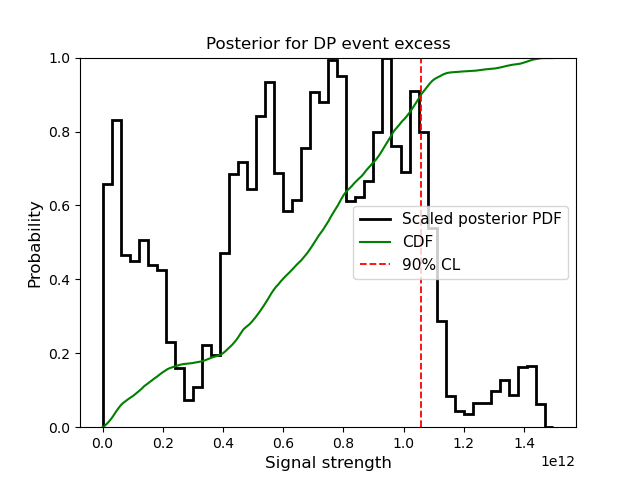 Posterior for DP event excess
Probability
1.0
0.8
0.6
0.4
0.2
0.0
Scaled posterior PDF
CDF
90% CL
0.0 0.2 0.4 0.6 0.8 1.0 1.2 1.4
1e12
Signal strength